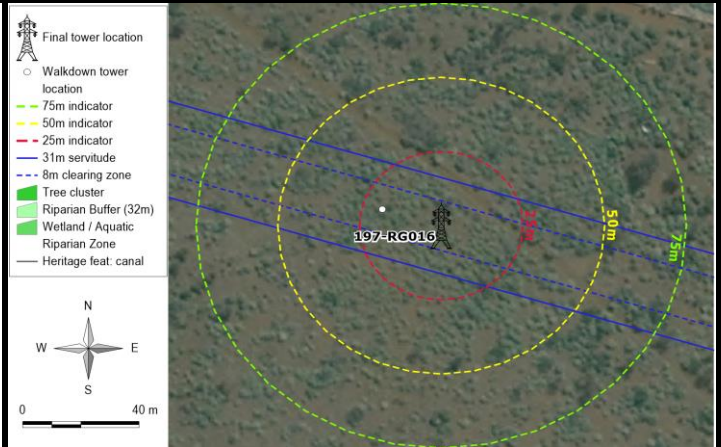 Final tower location
Walkdown tower
location
75m indicator
50m indicator
25m indicator
31m servitude
8m clearing zone
Tree cluster
Riparian Buffer (32m)
Wetland / Aquatic
Riparian Zone
Heritage feat: canal
N
W E
S
0 40 m
197-RG016
25m
50m
75m